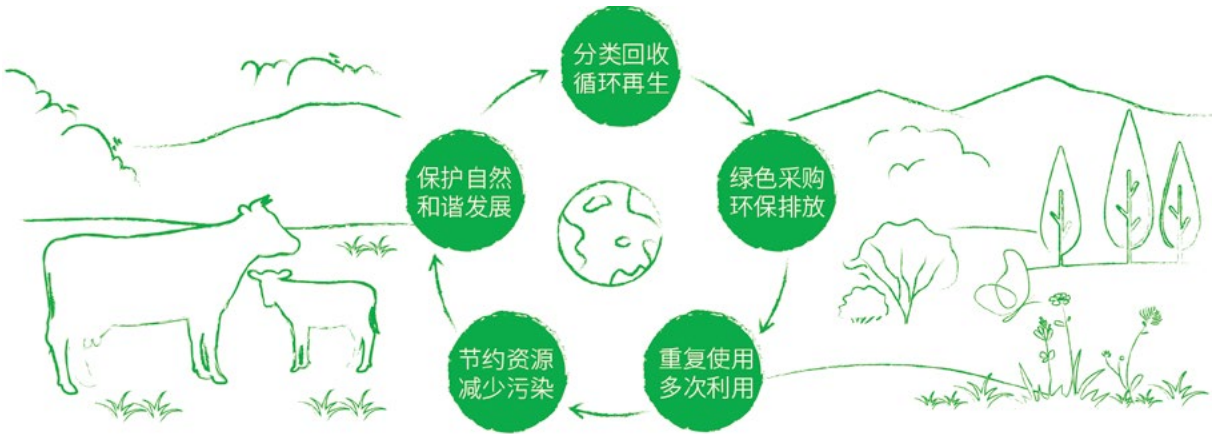 分类回收
循环再生
绿色采购
环保排放
重复使用
多次利用
节约资源
减少污染
保护自然
和谐发展